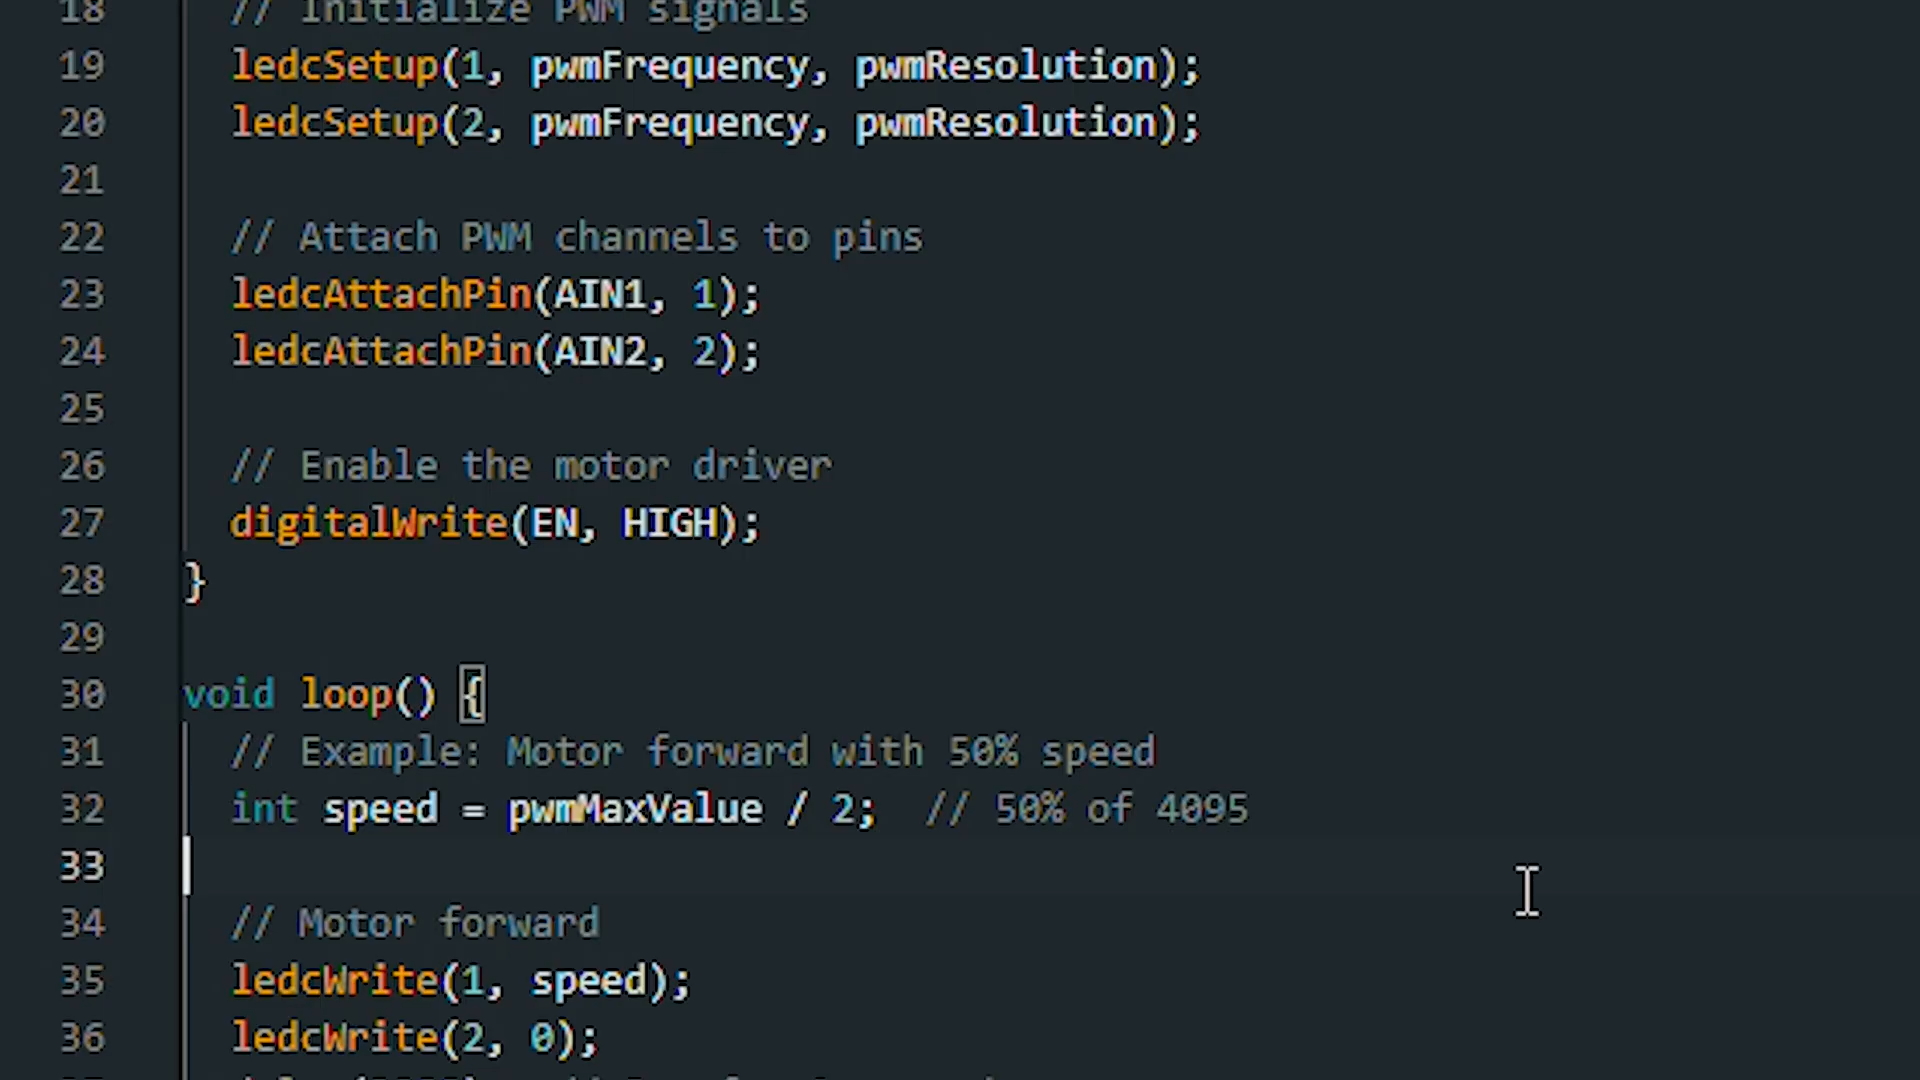 18 // Initialize PWM signals
19 ledcSetup(1, pwmFrequency, pwmResolution);
20 ledcSetup(2, pwmFrequency, pwmResolution);
21
22 // Attach PWM channels to pins
23 ledcAttachPin(AIN1, 1);
24 ledcAttachPin(AIN2, 2);
25
26 // Enable the motor driver
27 digitalWrite(EN, HIGH);
28 }
29
30 void loop() {
31 // Example: Motor forward with 50% speed
32 int speed = pwmMaxValue / 2;  // 50% of 4095
33
34 // Motor forward
35 ledcWrite(1, speed);
36 ledcWrite(2, 0);